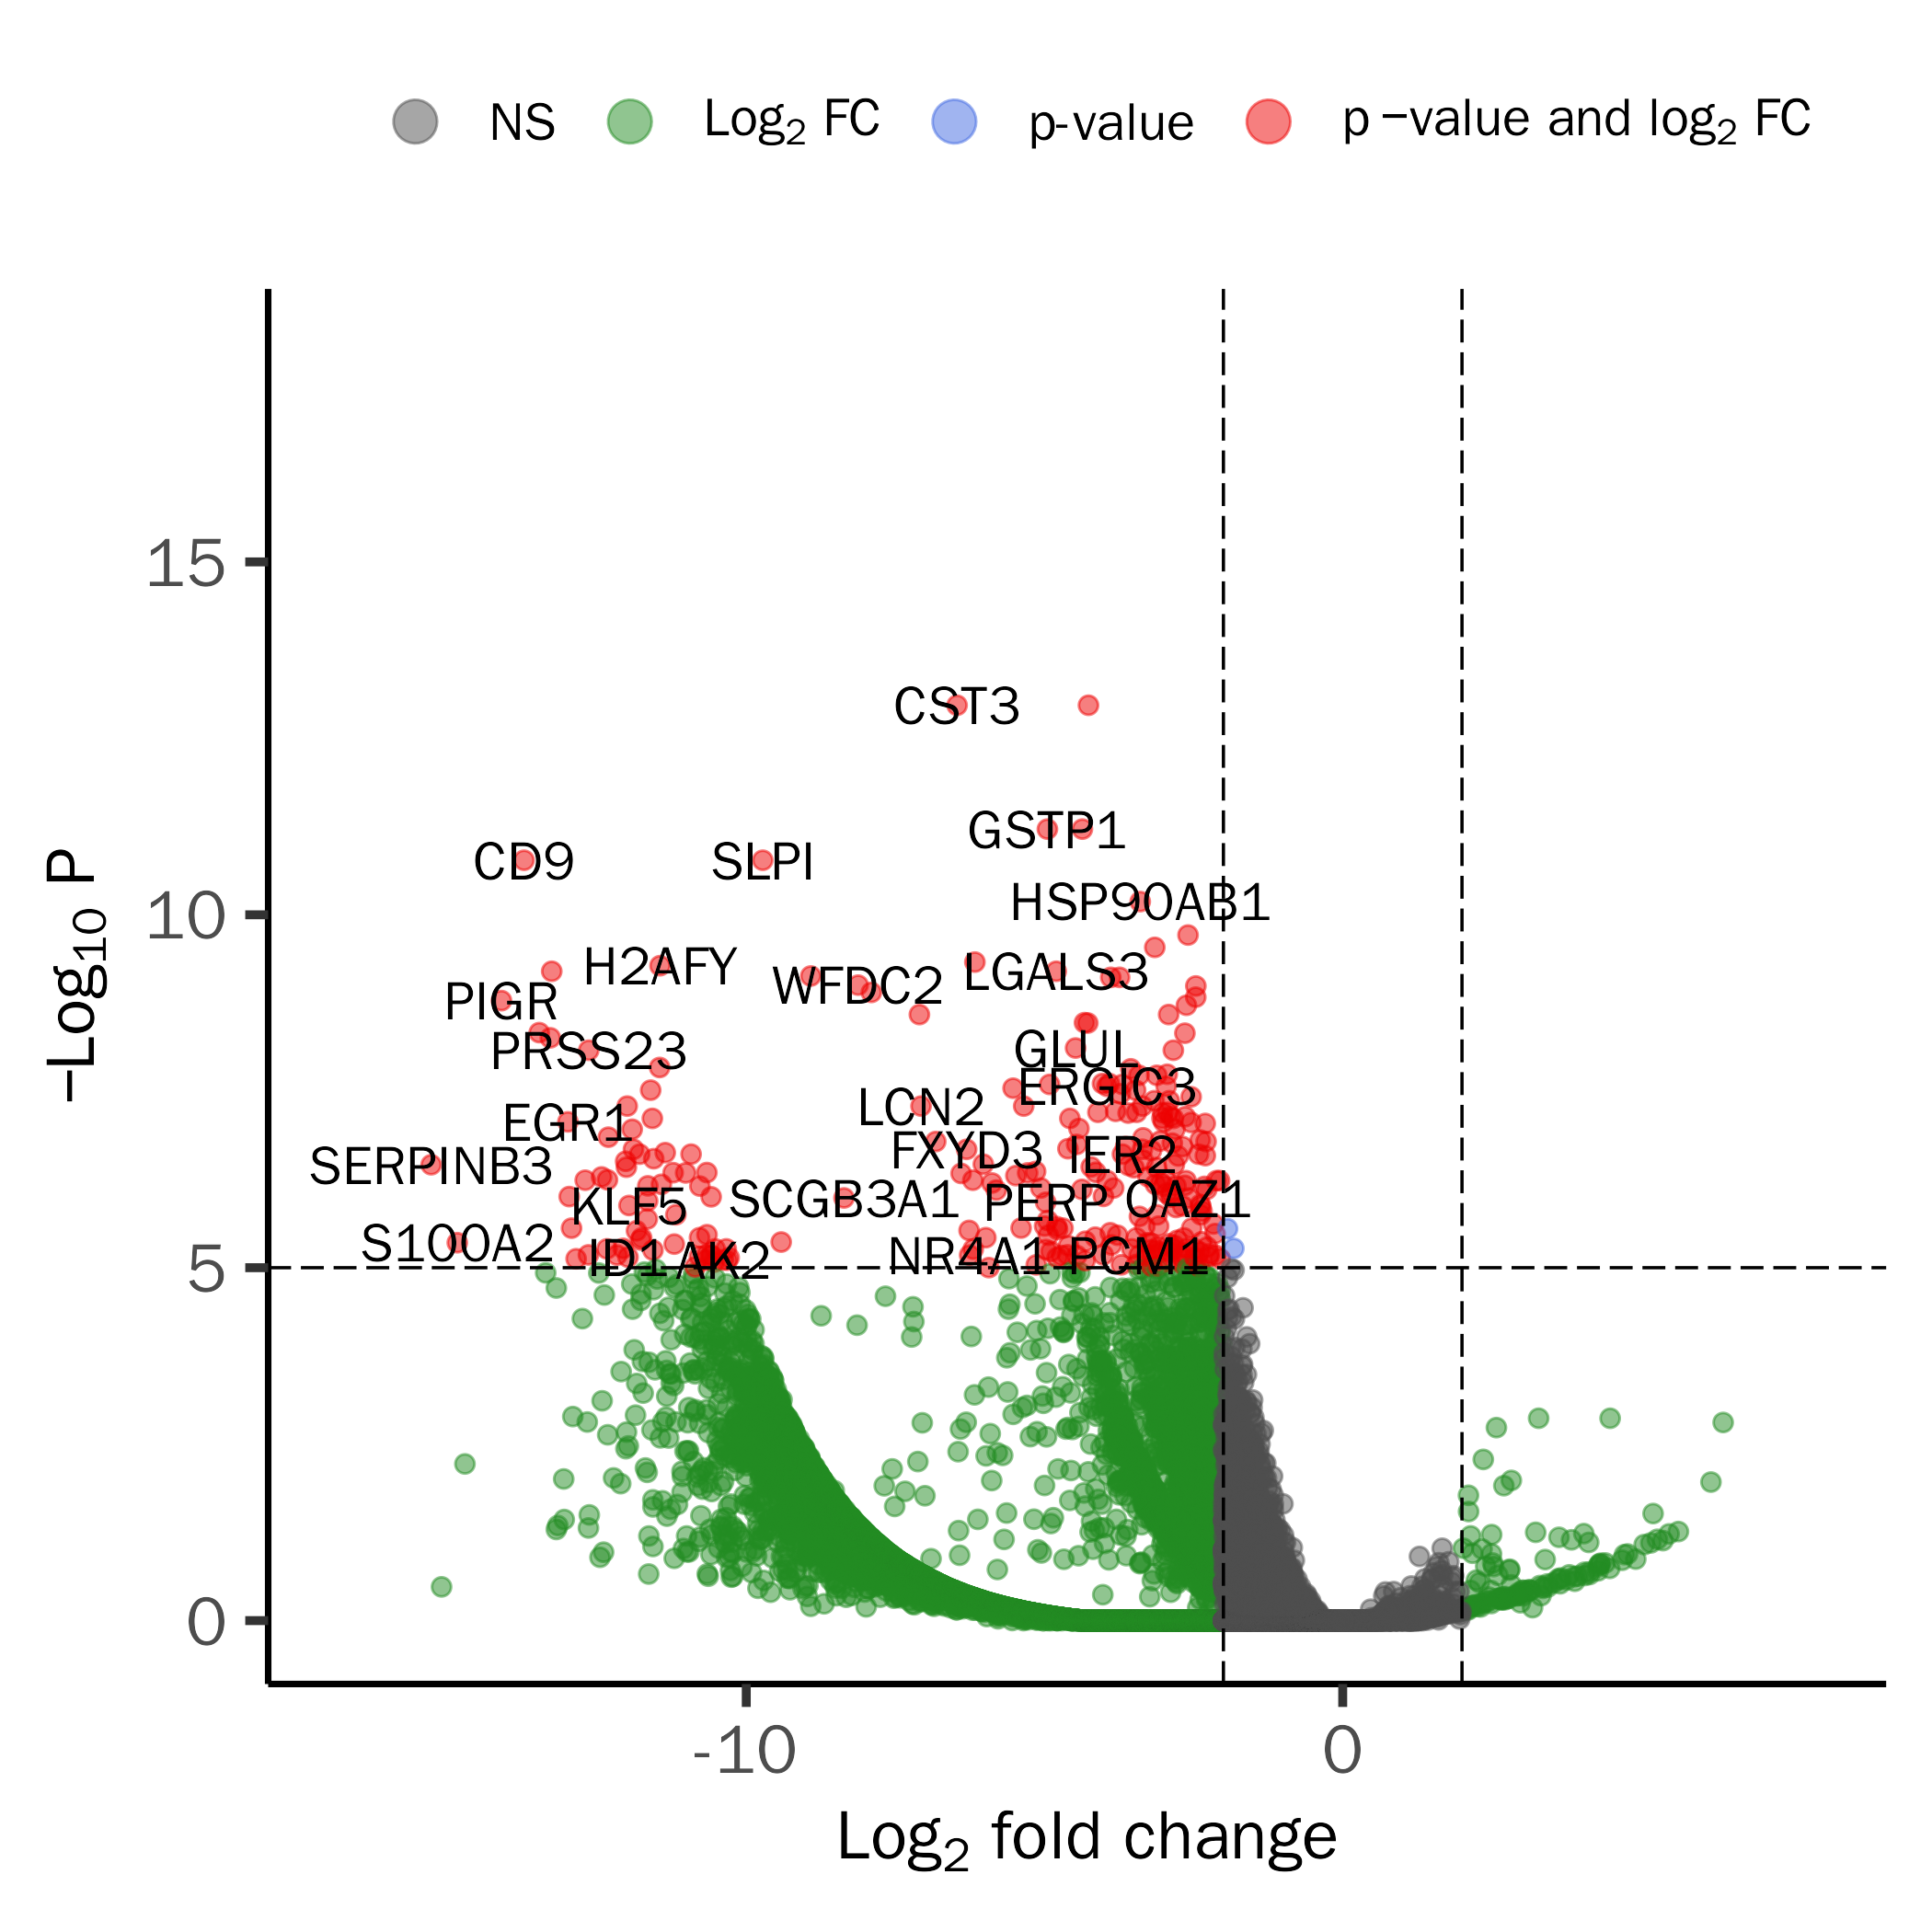 NS Log2 FC p-value p −value and log2 FC
−Log10 P
15
10
5
0
CST3
GSTP1
CD9 SLPI
HSP90AB1
H2AFY LGALS3
WFDC2
PIGR
PRSS23 GLUL
ERGIC3
LCN2
EGR1
FXYD3 IER2
SERPINB3
KLF5 SCGB3A1 PERP OAZ1
S100A2
ID1 AK2 NR4A1 PCM1
-10 0
Log2 fold change